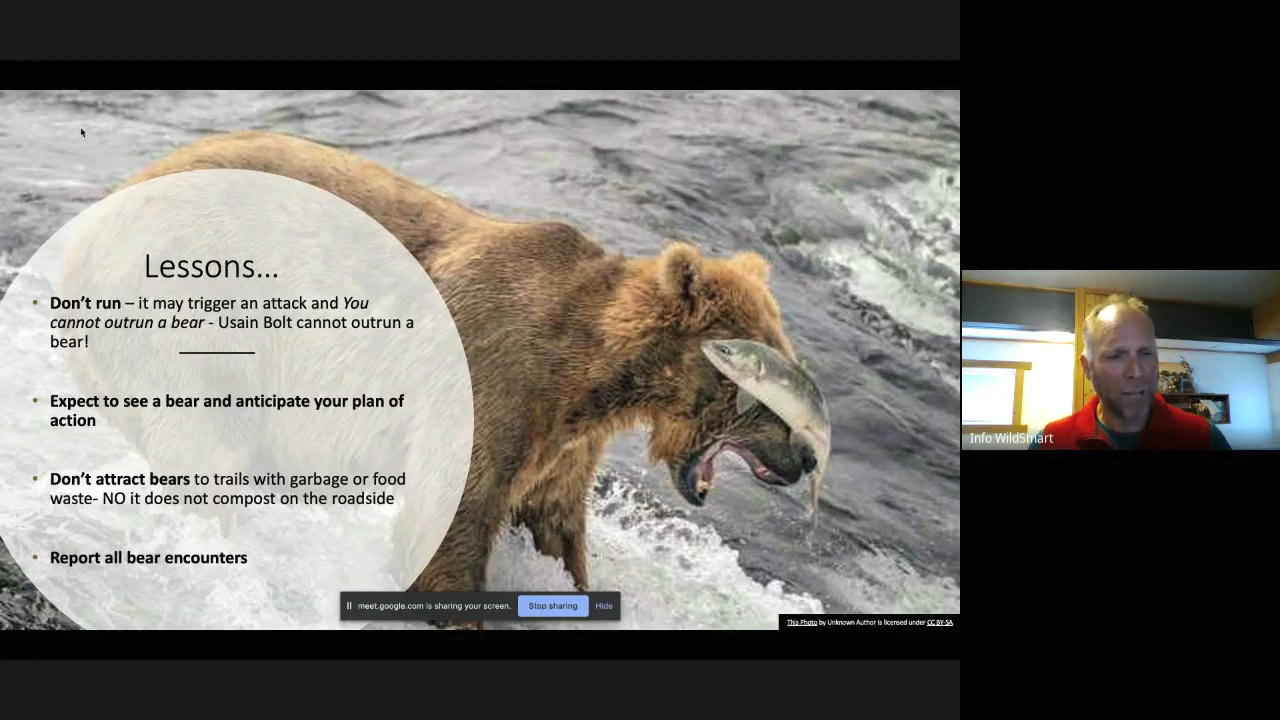 Lessons...
• Don't run – it may trigger an attack and You
cannot outrun a bear - Usain Bolt cannot outrun a
bear!
• Expect to see a bear and anticipate your plan of
action
• Don't attract bears to trails with garbage or food
waste- NO it does not compost on the roadside
• Report all bear encounters
meet.google.com is sharing your screen. Stop sharing Hide
This Photo by Unknown Author is licensed under CC BY-SA
Info WildSmart